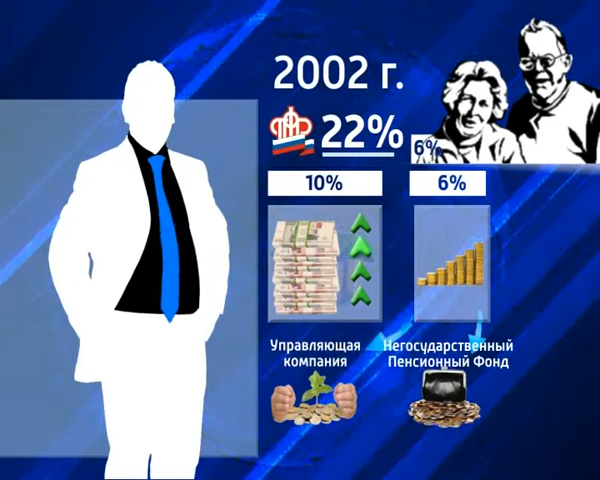 2002 г.
22%
6%
10%
6%
Управляющая
компания
Негосударственный
Пенсионный Фонд